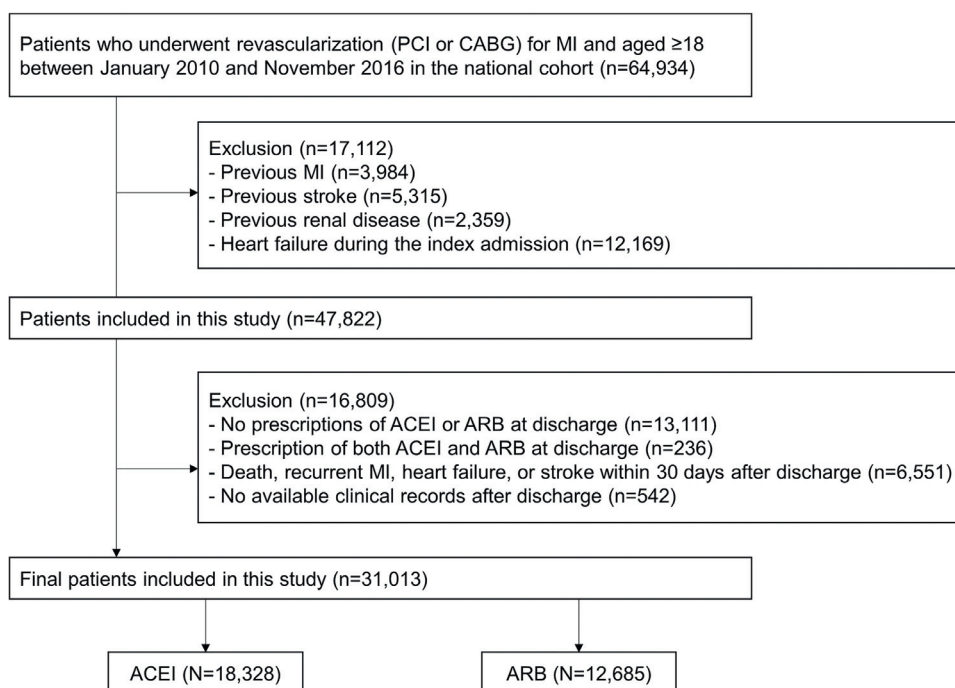 Patients who underwent revascularization (PCI or CABG) for MI and aged ≥18
between January 2010 and November 2016 in the national cohort (n=64,934)
Exclusion (n=17,112)
- Previous MI (n=3,984)
- Previous stroke (n=5,315)
- Previous renal disease (n=2,359)
- Heart failure during the index admission (n=12,169)
Patients included in this study (n=47,822)
Exclusion (n=16,809)
- No prescriptions of ACEI or ARB at discharge (n=13,111)
- Prescription of both ACEI and ARB at discharge (n=236)
- Death, recurrent MI, heart failure, or stroke within 30 days after discharge (n=6,551)
- No available clinical records after discharge (n=542)
Final patients included in this study (n=31,013)
ACEI (N=18,328)
ARB (N=12,685)